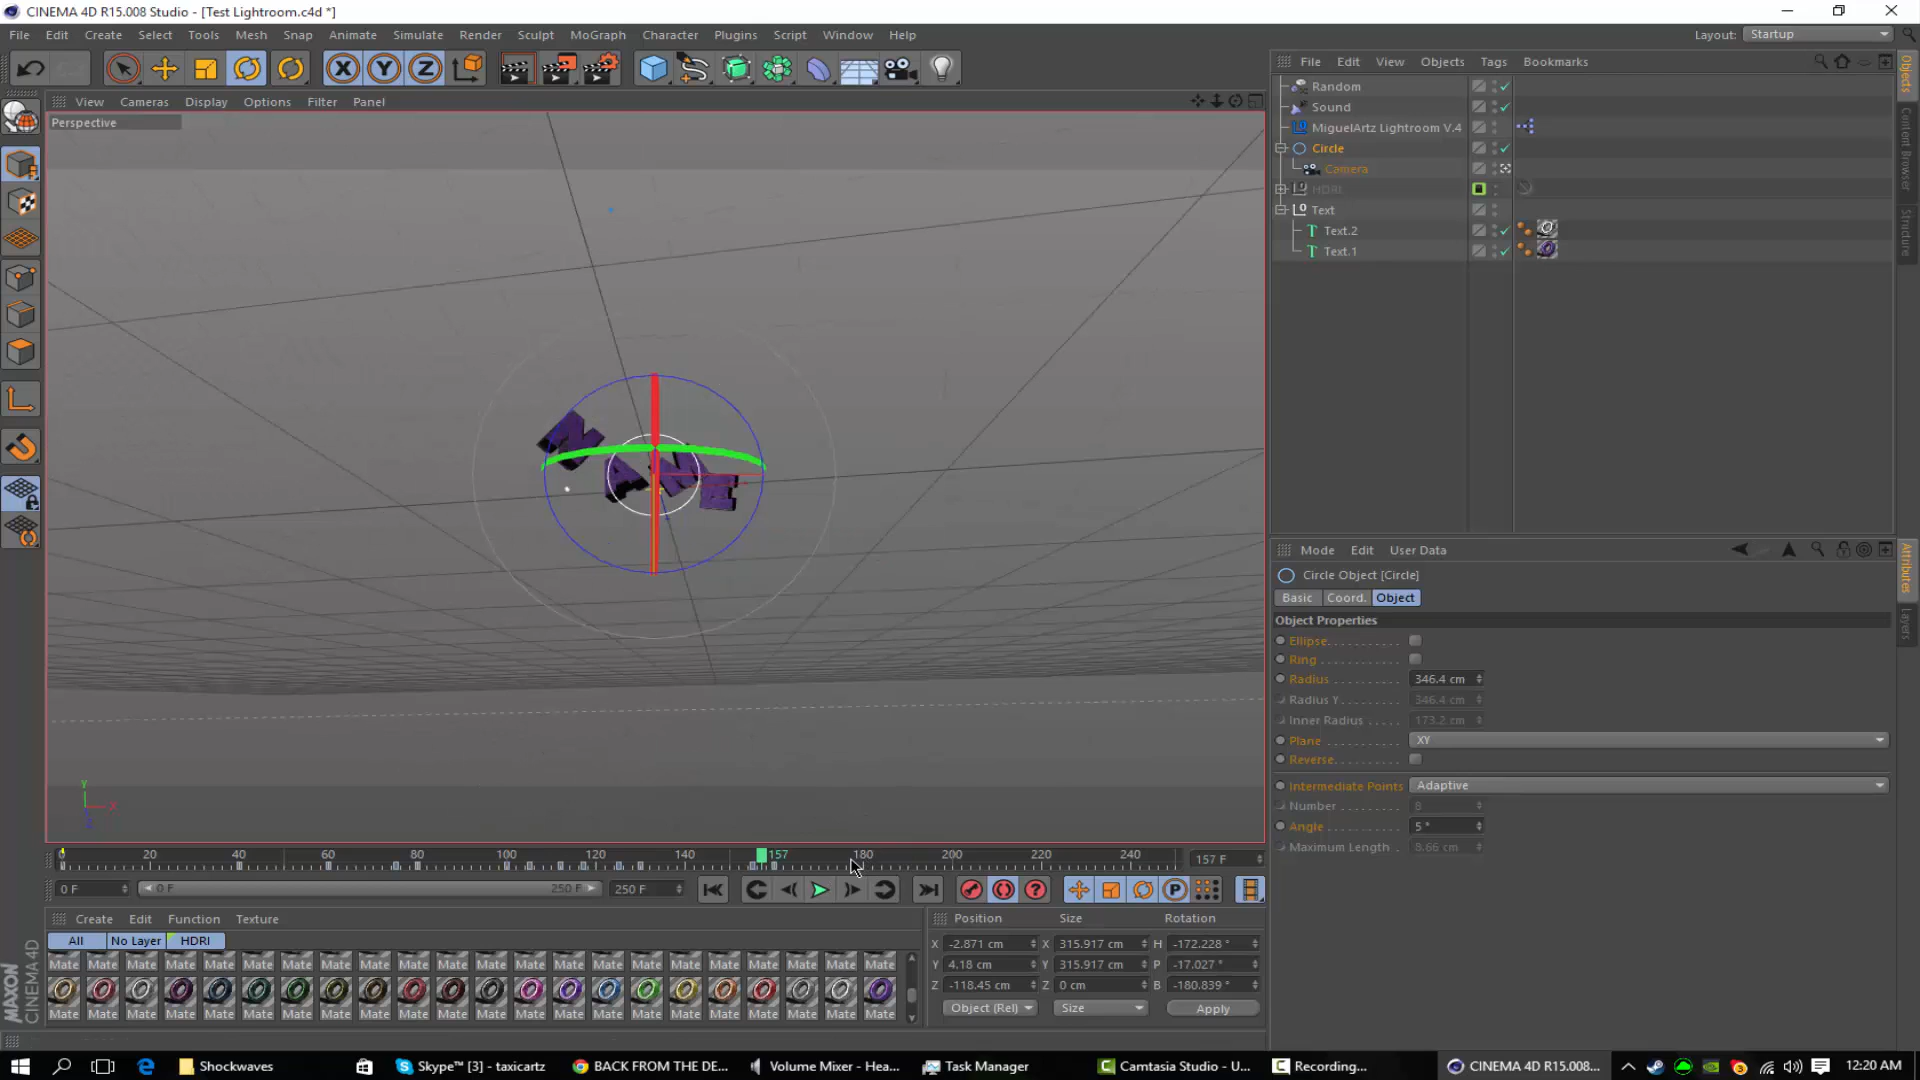 CINEMA 4D R15.008 Studio - [Test Lightroom.c4d *]
File Edit Create Select Tools Mesh Snap Animate Simulate Render Sculpt MoGraph Character Plugins Script Window Help
Layout: Startup
X Y Z
File Edit View Objects Tags Bookmarks
View Cameras Display Options Filter Panel
Perspective
Random
Sound
MiguelArtz Lightroom V.4
Circle
Camera
HDRI
Text
Text.2
Text.1
Objects
Content Browser
Structure
NAME
Y
X
Z
Mode Edit User Data
Circle Object [Circle]
Basic Coord. Object
Object Properties
Ellipse
Ring
Radius 346.4 cm
Radius Y 346.4 cm
Inner Radius 173.2 cm
Plane XY
Reverse
Intermediate Points Adaptive
Number 8
Angle 5 °
Maximum Length 8.66 cm
Attributes
Layers
0 20 40 60 80 100 120 140 157 180 200 220 240
157 F
0 F 0 F 250 F 250 F
P
Create Edit Function Texture
All No Layer HDRI
Mate Mate Mate Mate Mate Mate Mate Mate Mate Mate Mate Mate Mate Mate Mate Mate Mate Mate Mate Mate Mate Mate
Mate Mate Mate Mate Mate Mate Mate Mate Mate Mate Mate Mate Mate Mate Mate Mate Mate Mate Mate Mate Mate Mate
Position Size Rotation
X -2.871 cm X 315.917 cm H -172.228 °
Y 4.18 cm Y 315.917 cm P -17.027 °
Z -118.45 cm Z 0 cm B -180.839 °
Object (Rel) Size Apply
MAXON
CINEMA 4D
Shockwaves
Skype™ [3] - taxicartz
BACK FROM THE DE...
Volume Mixer - Hea...
Task Manager
Camtasia Studio - U...
Recording...
CINEMA 4D R15.008...
12:20 AM